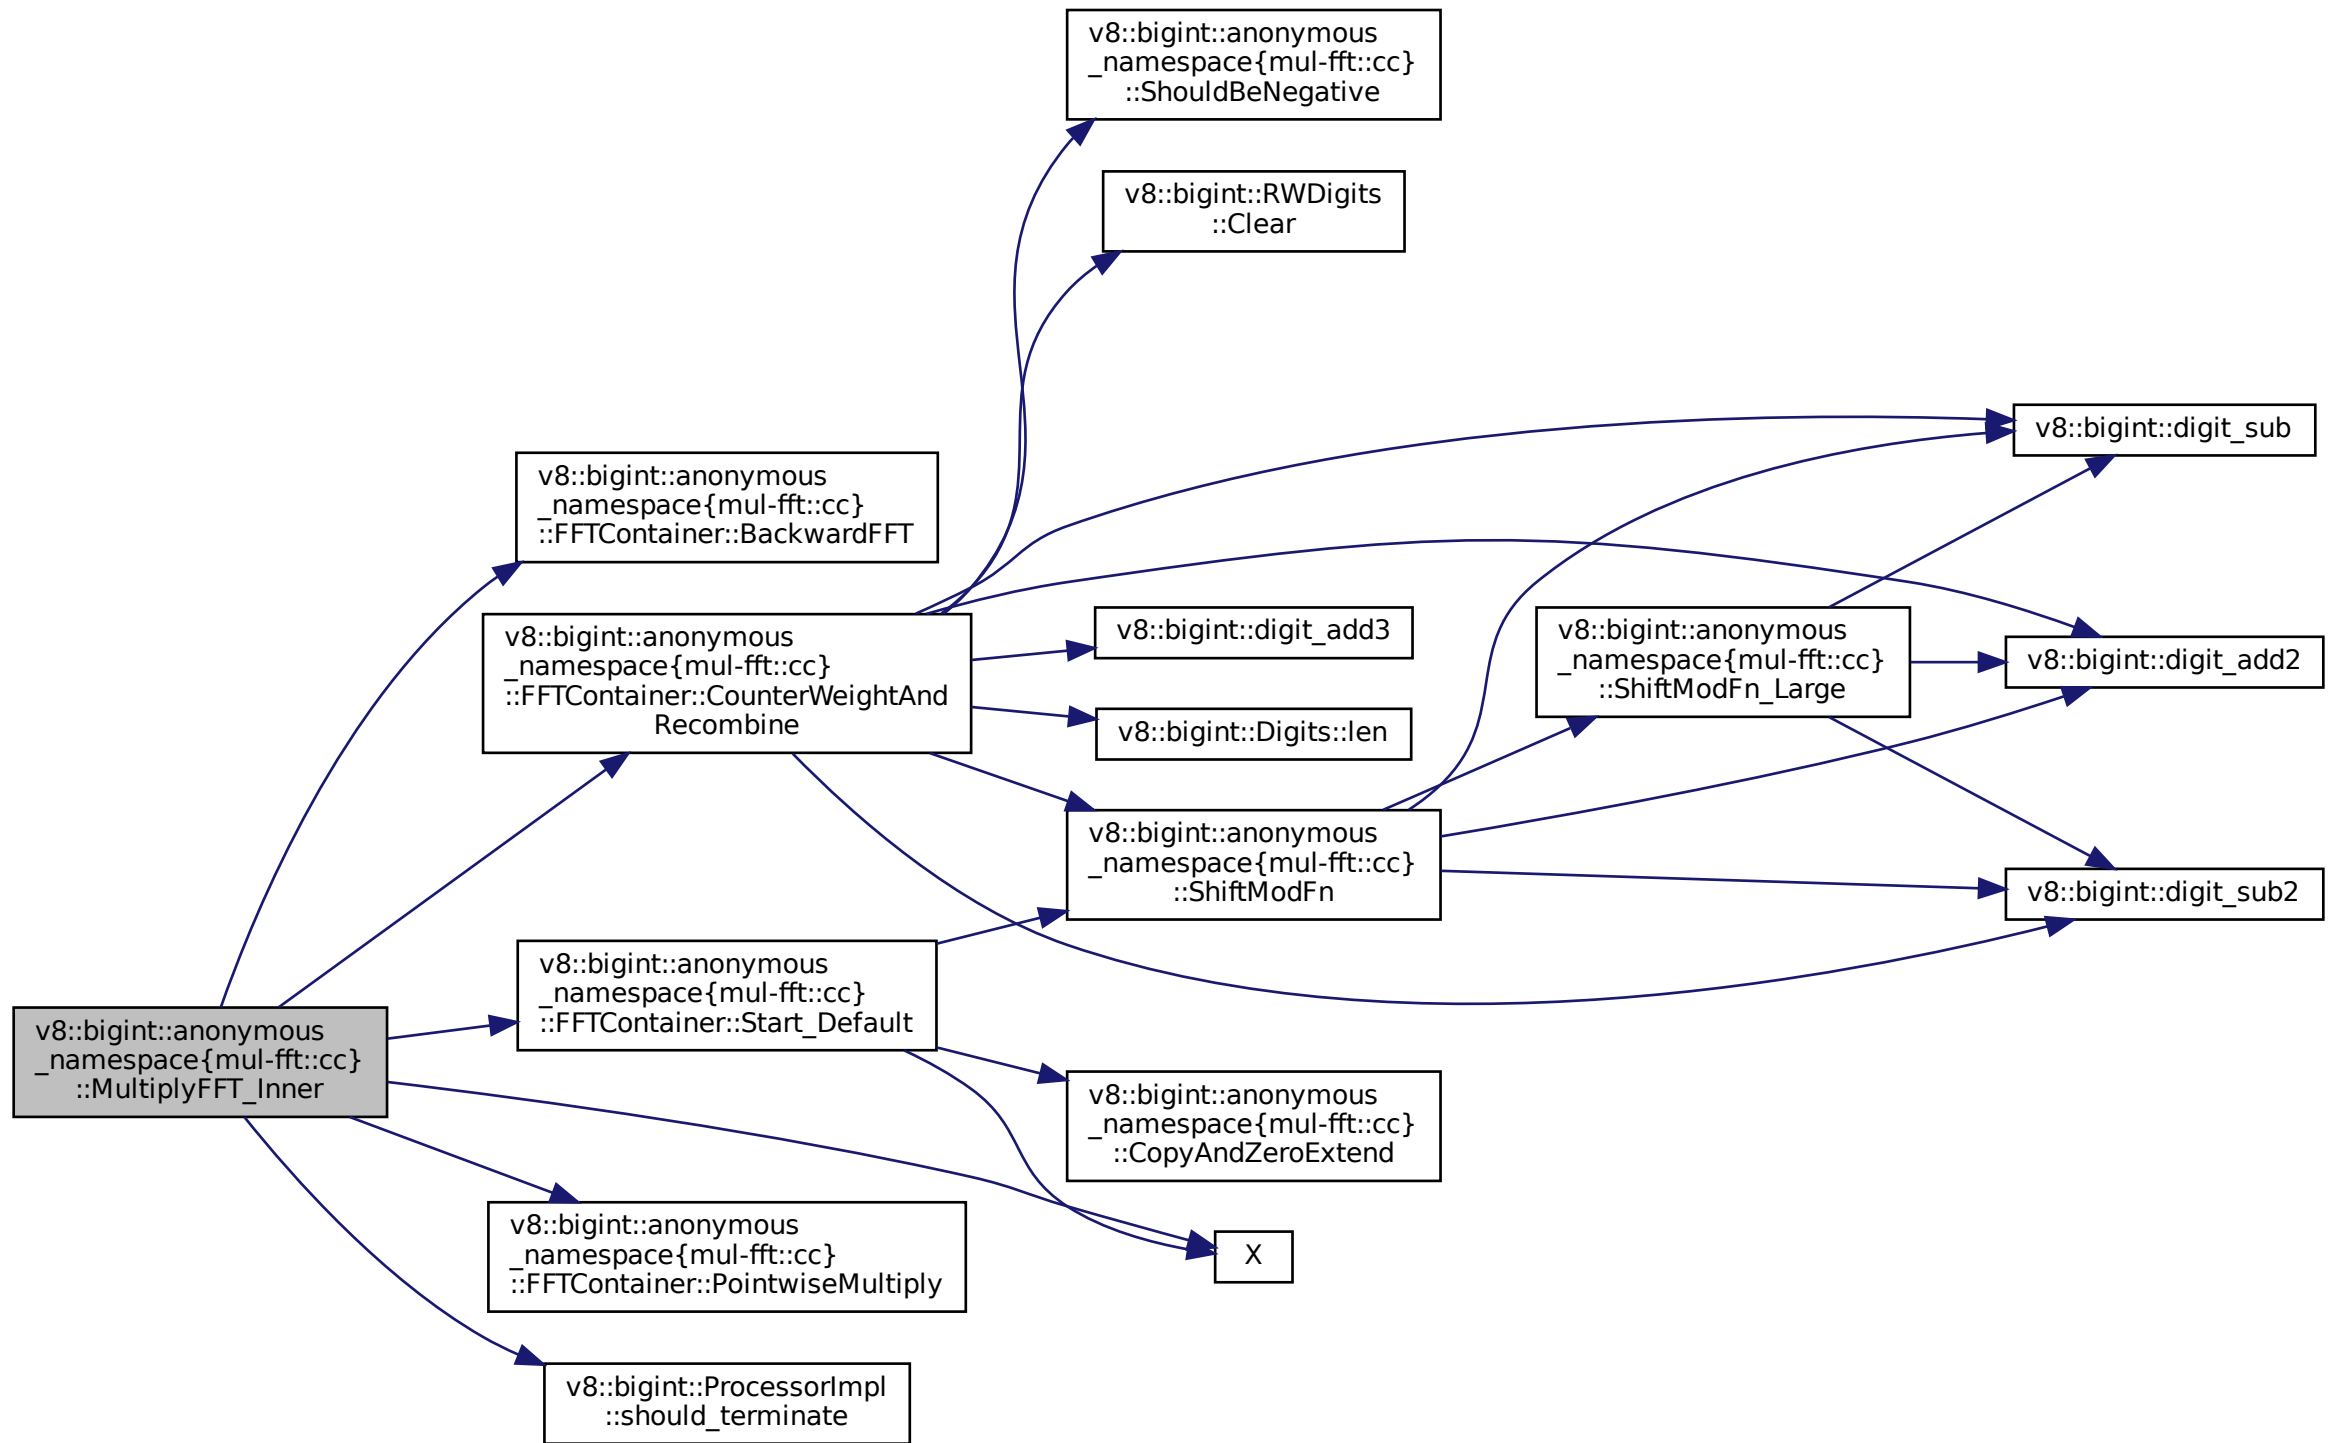 v8::bigint::anonymous
_namespace{mul-fft::cc}
::MultiplyFFT_Inner
v8::bigint::anonymous
_namespace{mul-fft::cc}
::FFTContainer::BackwardFFT
v8::bigint::anonymous
_namespace{mul-fft::cc}
::FFTContainer::CounterWeightAnd
Recombine
v8::bigint::anonymous
_namespace{mul-fft::cc}
::FFTContainer::Start_Default
v8::bigint::anonymous
_namespace{mul-fft::cc}
::FFTContainer::PointwiseMultiply
v8::bigint::ProcessorImpl
::should_terminate
v8::bigint::anonymous
_namespace{mul-fft::cc}
::ShouldBeNegative
v8::bigint::RWDigits
::Clear
v8::bigint::digit_add3
v8::bigint::Digits::len
v8::bigint::anonymous
_namespace{mul-fft::cc}
::ShiftModFn
v8::bigint::anonymous
_namespace{mul-fft::cc}
::CopyAndZeroExtend
X
v8::bigint::anonymous
_namespace{mul-fft::cc}
::ShiftModFn_Large
v8::bigint::digit_sub
v8::bigint::digit_add2
v8::bigint::digit_sub2